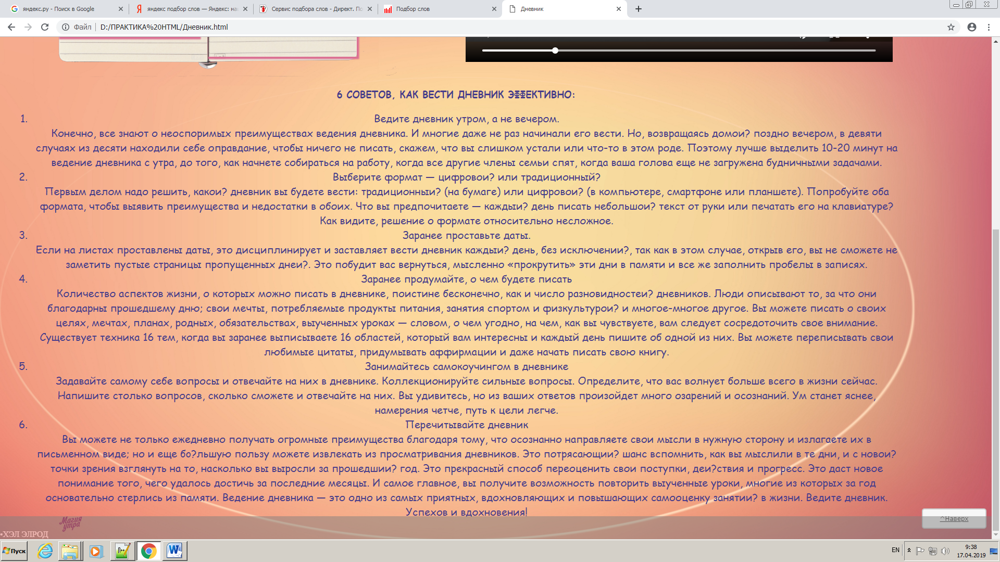 яндекс.ру - Поиск в Google
яндекс подбор слов — Яндекс: на
Сервис подбора слов - Директ. По
Подбор слов
Дневник
Файл
D:/ПРАКТИКА%20HTML/Дневник.html
6 СОВЕТОВ, КАК ВЕСТИ ДНЕВНИК ЭФФЕКТИВНО:
1. Ведите дневник утром, а не вечером.
Конечно, все знают о неоспоримых преимуществах ведения дневника. И многие даже не раз начинали его вести. Но, возвращаясь домои? поздно вечером, в девяти
случаях из десяти находили себе оправдание, чтобы ничего не писать, скажем, что вы слишком устали или что-то в этом роде. Поэтому лучше выделить 10-20 минут на
ведение дневника с утра, до того, как начнете собираться на работу, когда все другие члены семьи спят, когда ваша голова еще не загружена будничными задачами.
2. Выберите формат — цифровои? или традиционный?
Первым делом надо решить, какои? дневник вы будете вести: традиционныи? (на бумаге) или цифровои? (в компьютере, смартфоне или планшете). Попробуйте оба
формата, чтобы выявить преимущества и недостатки в обоих. Что вы предпочитаете — каждыи? день писать небольшои? текст от руки или печатать его на клавиатуре?
Как видите, решение о формате относительно несложное.
3. Заранее проставьте даты.
Если на листах проставлены даты, это дисциплинирует и заставляет вести дневник каждыи? день, без исключении?, так как в этом случае, открыв его, вы не сможете не
заметить пустые страницы пропущенных днеи?. Это побудит вас вернуться, мысленно «прокрутить» эти дни в памяти и все же заполнить пробелы в записях.
4. Заранее продумайте, о чем будете писать
Количество аспектов жизни, о которых можно писать в дневнике, поистине бесконечно, как и число разновидностеи? дневников. Люди описывают то, за что они
благодарны прошедшему дню; свои мечты, потребляемые продукты питания, занятия спортом и физкультурои? и многое-многое другое. Вы можете писать о своих
целях, мечтах, планах, родных, обязательствах, выученных уроках — словом, о чем угодно, на чем, как вы чувствуете, вам следует сосредоточить свое внимание.
Существует техника 16 тем, когда вы заранее выписываете 16 областей, который вам интересны и каждый день пишите об одной из них. Вы можете переписывать свои
любимые цитаты, придумывать аффирмации и даже начать писать свою книгу.
5. Занимайтесь самокоучингом в дневнике
Задавайте самому себе вопросы и отвечайте на них в дневнике. Коллекционируйте сильные вопросы. Определите, что вас волнует больше всего в жизни сейчас.
Напишите столько вопросов, сколько сможете и отвечайте на них. Вы удивитесь, но из ваших ответов произойдет много озарений и осознаний. Ум станет яснее,
намерения четче, путь к цели легче.
6. Перечитывайте дневник
Вы можете не только ежедневно получать огромные преимущества благодаря тому, что осознанно направляете свои мысли в нужную сторону и излагаете их в
письменном виде; но и еще бо?льшую пользу можете извлекать из просматривания дневников. Это потрясающии? шанс вспомнить, как вы мыслили в те дни, и с новои?
точки зрения взглянуть на то, насколько вы выросли за прошедшии? год. Это прекрасный способ переоценить свои поступки, деи?ствия и прогресс. Это даст новое
понимание того, чего удалось достичь за последние месяцы. И самое главное, вы получите возможность повторить выученные уроки, многие из которых за год
основательно стерлись из памяти. Ведение дневника — это одно из самых приятных, вдохновляющих и повышающих самооценку занятии? в жизни. Ведите дневник.
Успехов и вдохновения!
^Наверх
Магия
утра
•ХЭЛ ЭЛРОД
Пуск
EN
9:38
17.04.2019